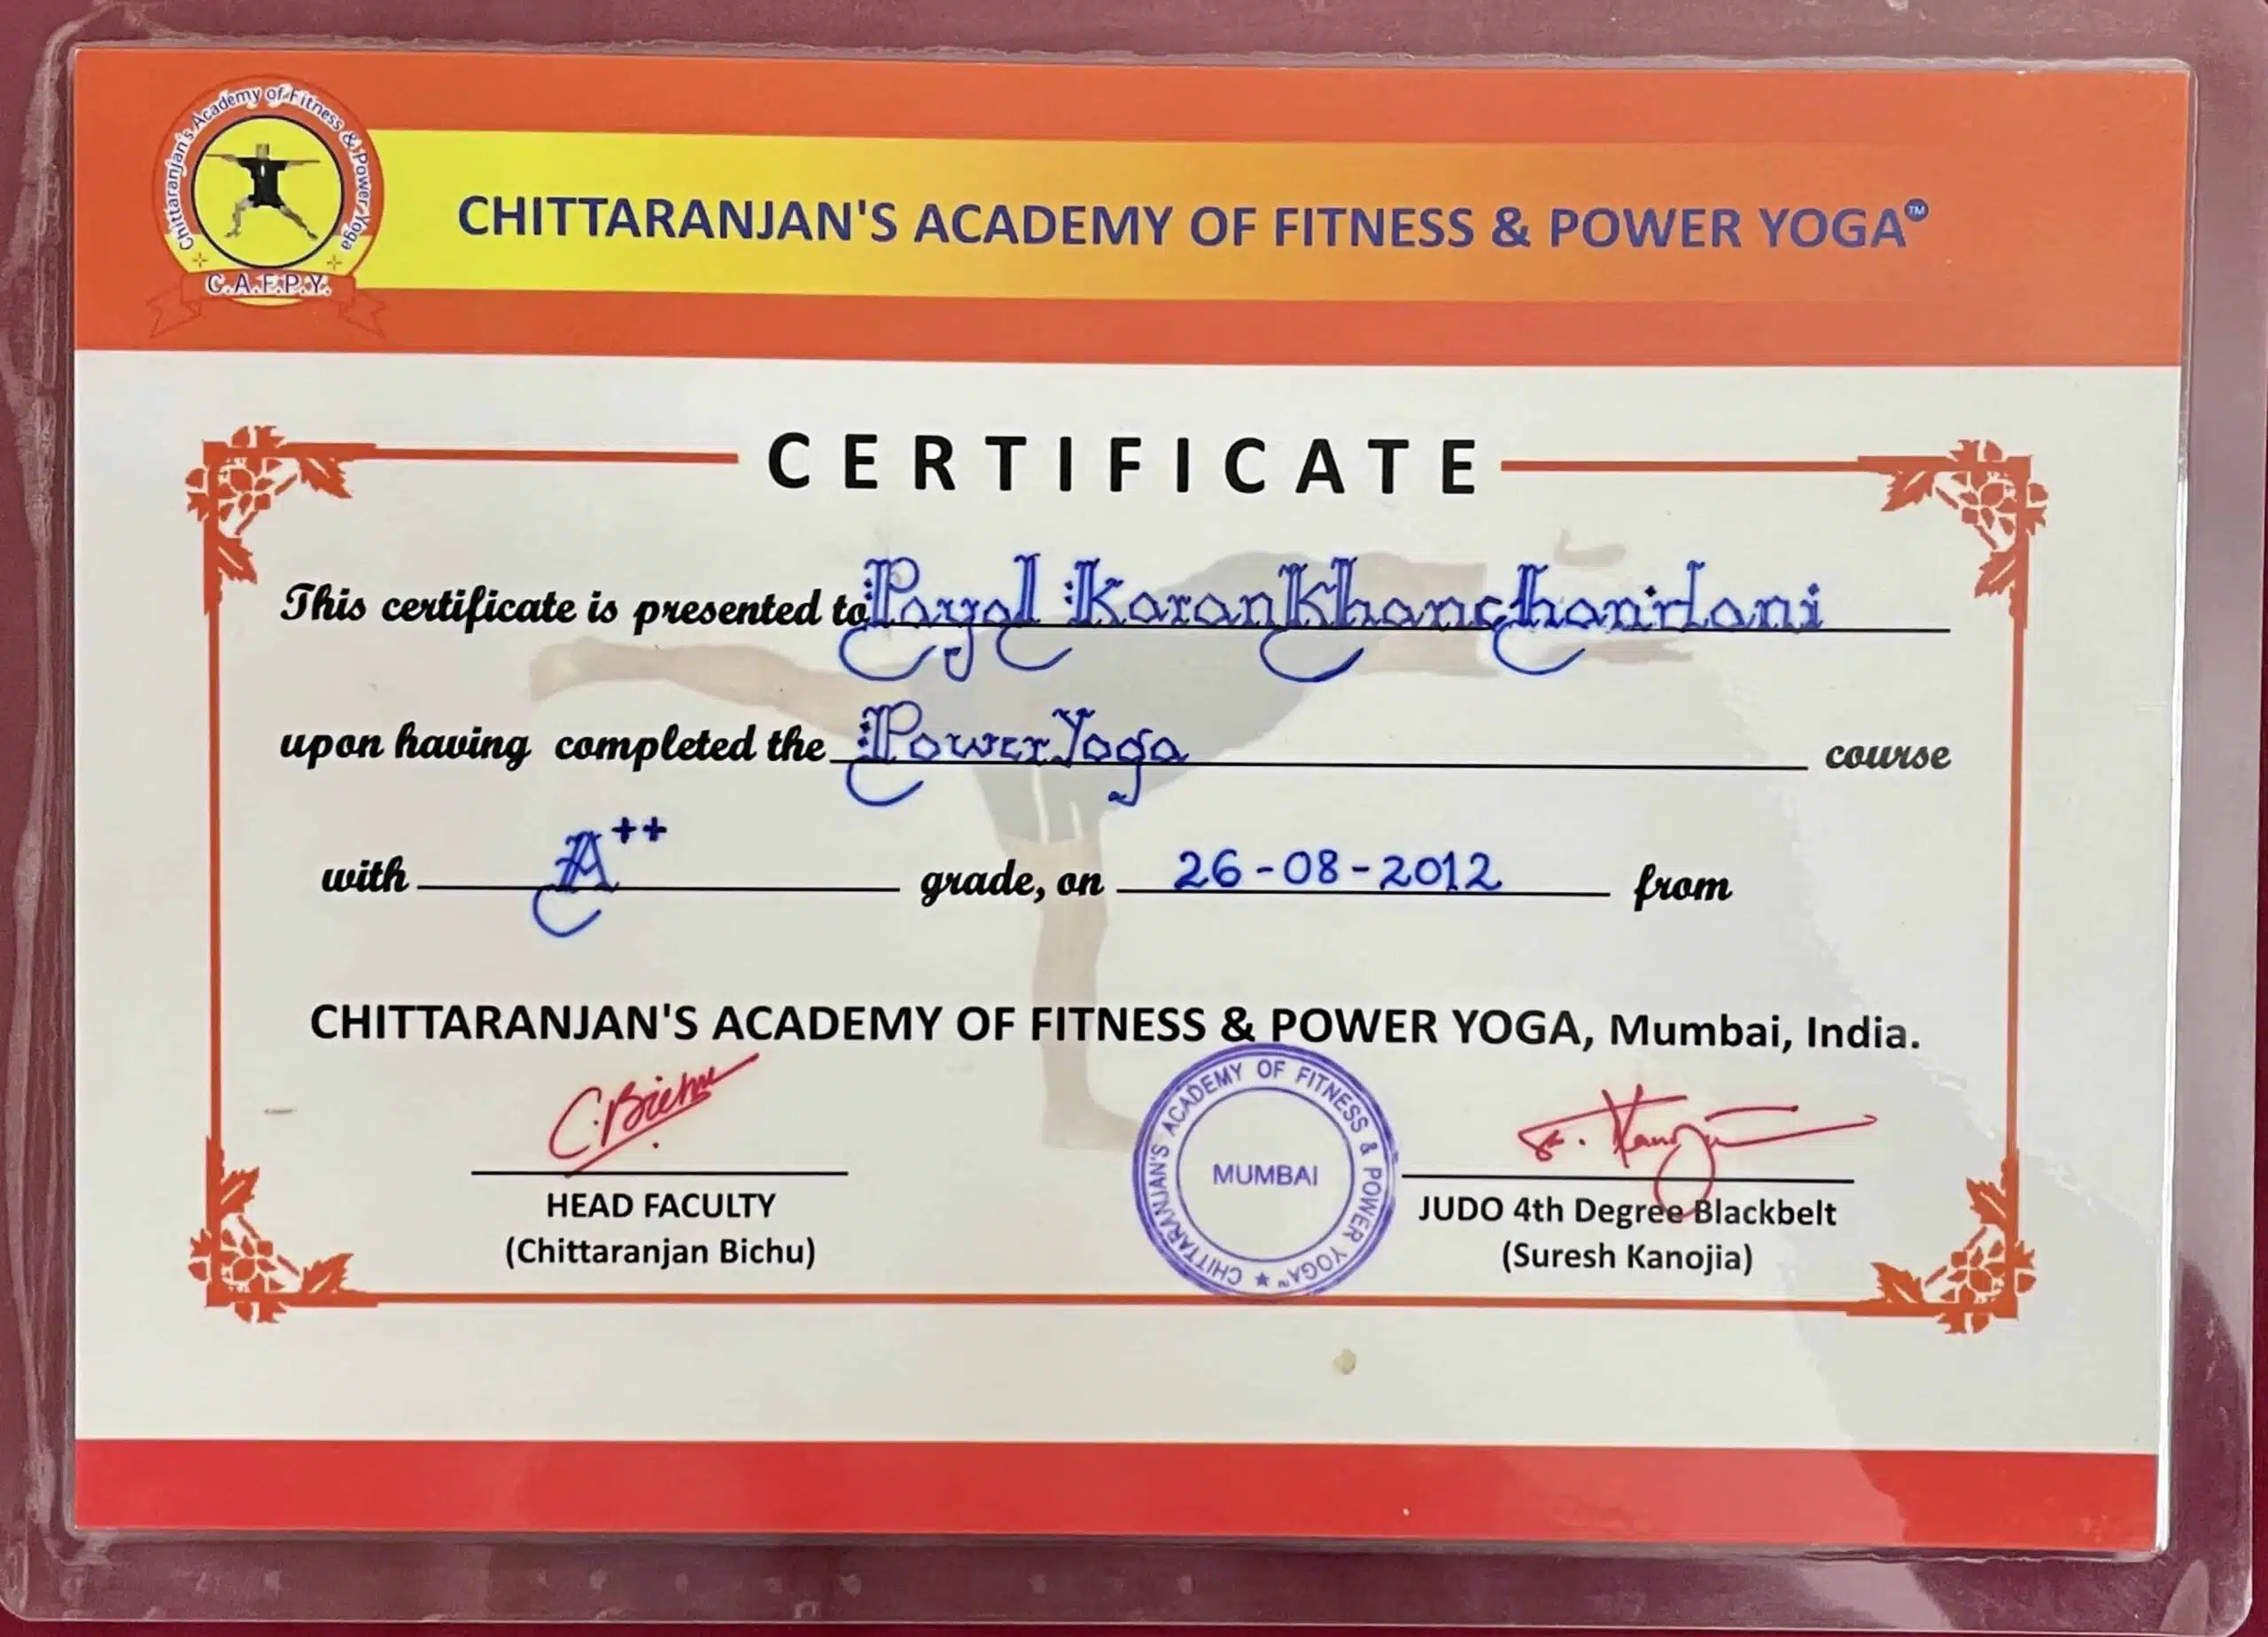 Chittaranjan's Academy of Fitness & Power Yoga
C.A.F.P.Y.
CHITTARANJAN'S ACADEMY OF FITNESS & POWER YOGA™
CERTIFICATE
This certificate is presented to Payal Karan Khanchandani
upon having completed the Power Yoga course
with A++ grade, on 26-08-2012 from
CHITTARANJAN'S ACADEMY OF FITNESS & POWER YOGA, Mumbai, India.
C. Bichu
S. Kanojia
CHITTARANJAN'S ACADEMY OF FITNESS & POWER YOGA™ ★
MUMBAI
HEAD FACULTY
(Chittaranjan Bichu)
JUDO 4th Degree Blackbelt
(Suresh Kanojia)